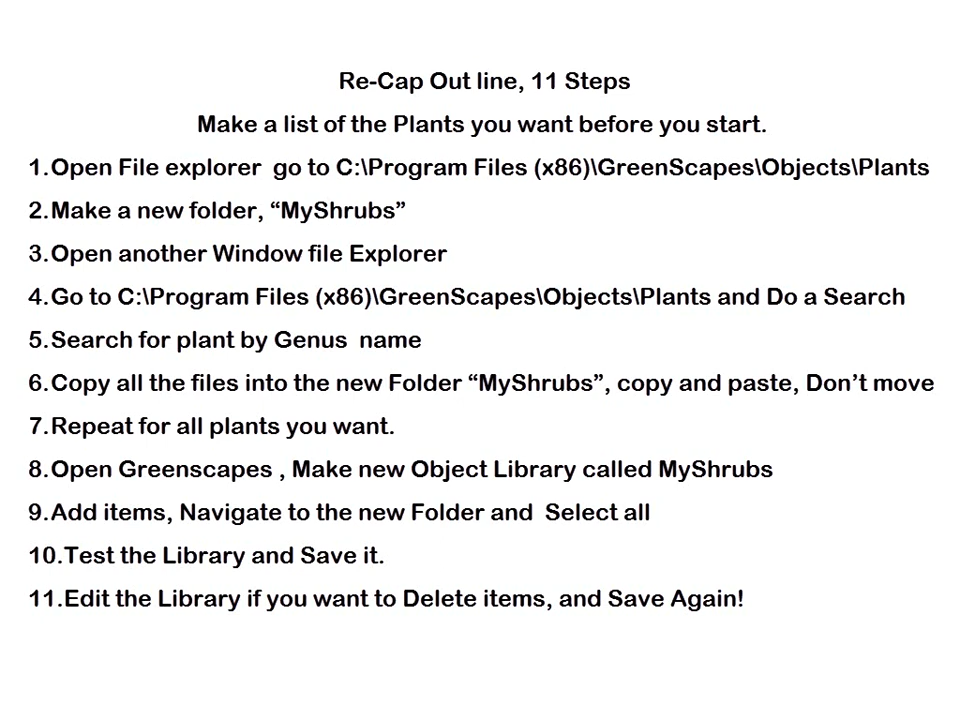 Re-Cap Out line, 11 Steps
Make a list of the Plants you want before you start.
1.Open File explorer  go to C:\Program Files (x86)\GreenScapes\Objects\Plants
2.Make a new folder, “MyShrubs”
3.Open another Window file Explorer
4.Go to C:\Program Files (x86)\GreenScapes\Objects\Plants and Do a Search
5.Search for plant by Genus  name
6.Copy all the files into the new Folder “MyShrubs”, copy and paste, Don’t move
7.Repeat for all plants you want.
8.Open Greenscapes , Make new Object Library called MyShrubs
9.Add items, Navigate to the new Folder and  Select all
10.Test the Library and Save it.
11.Edit the Library if you want to Delete items, and Save Again!